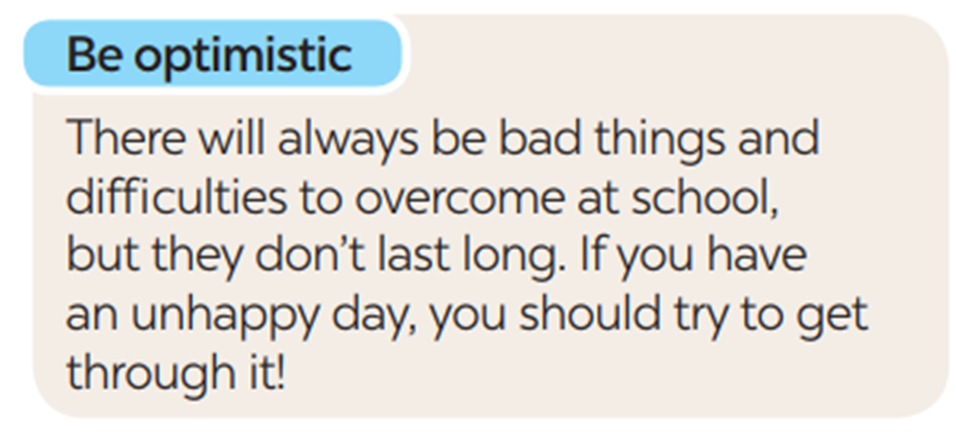 Be optimistic
There will always be bad things and
difficulties to overcome at school,
but they don't last long. If you have
an unhappy day, you should try to get
through it!